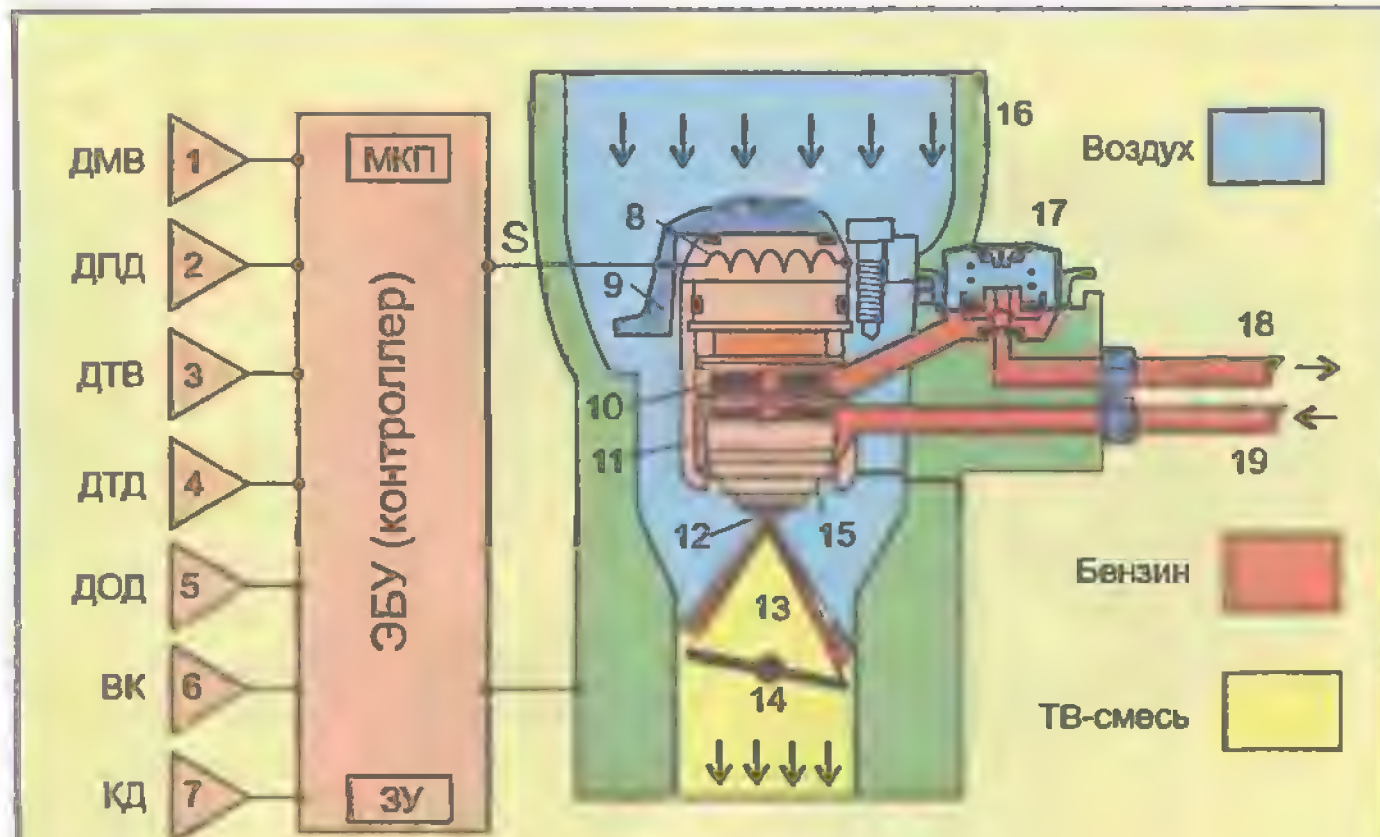 ДМВ 1
ДПД 2
ДТВ 3
ДТД 4
ДОД 5
ВК 6
КД 7
МКП
ЭБУ (контроллер)
ЗУ
S
8
9
10
11
12
13
14
15
16
17
18
19
Воздух
Бензин
ТВ-смесь